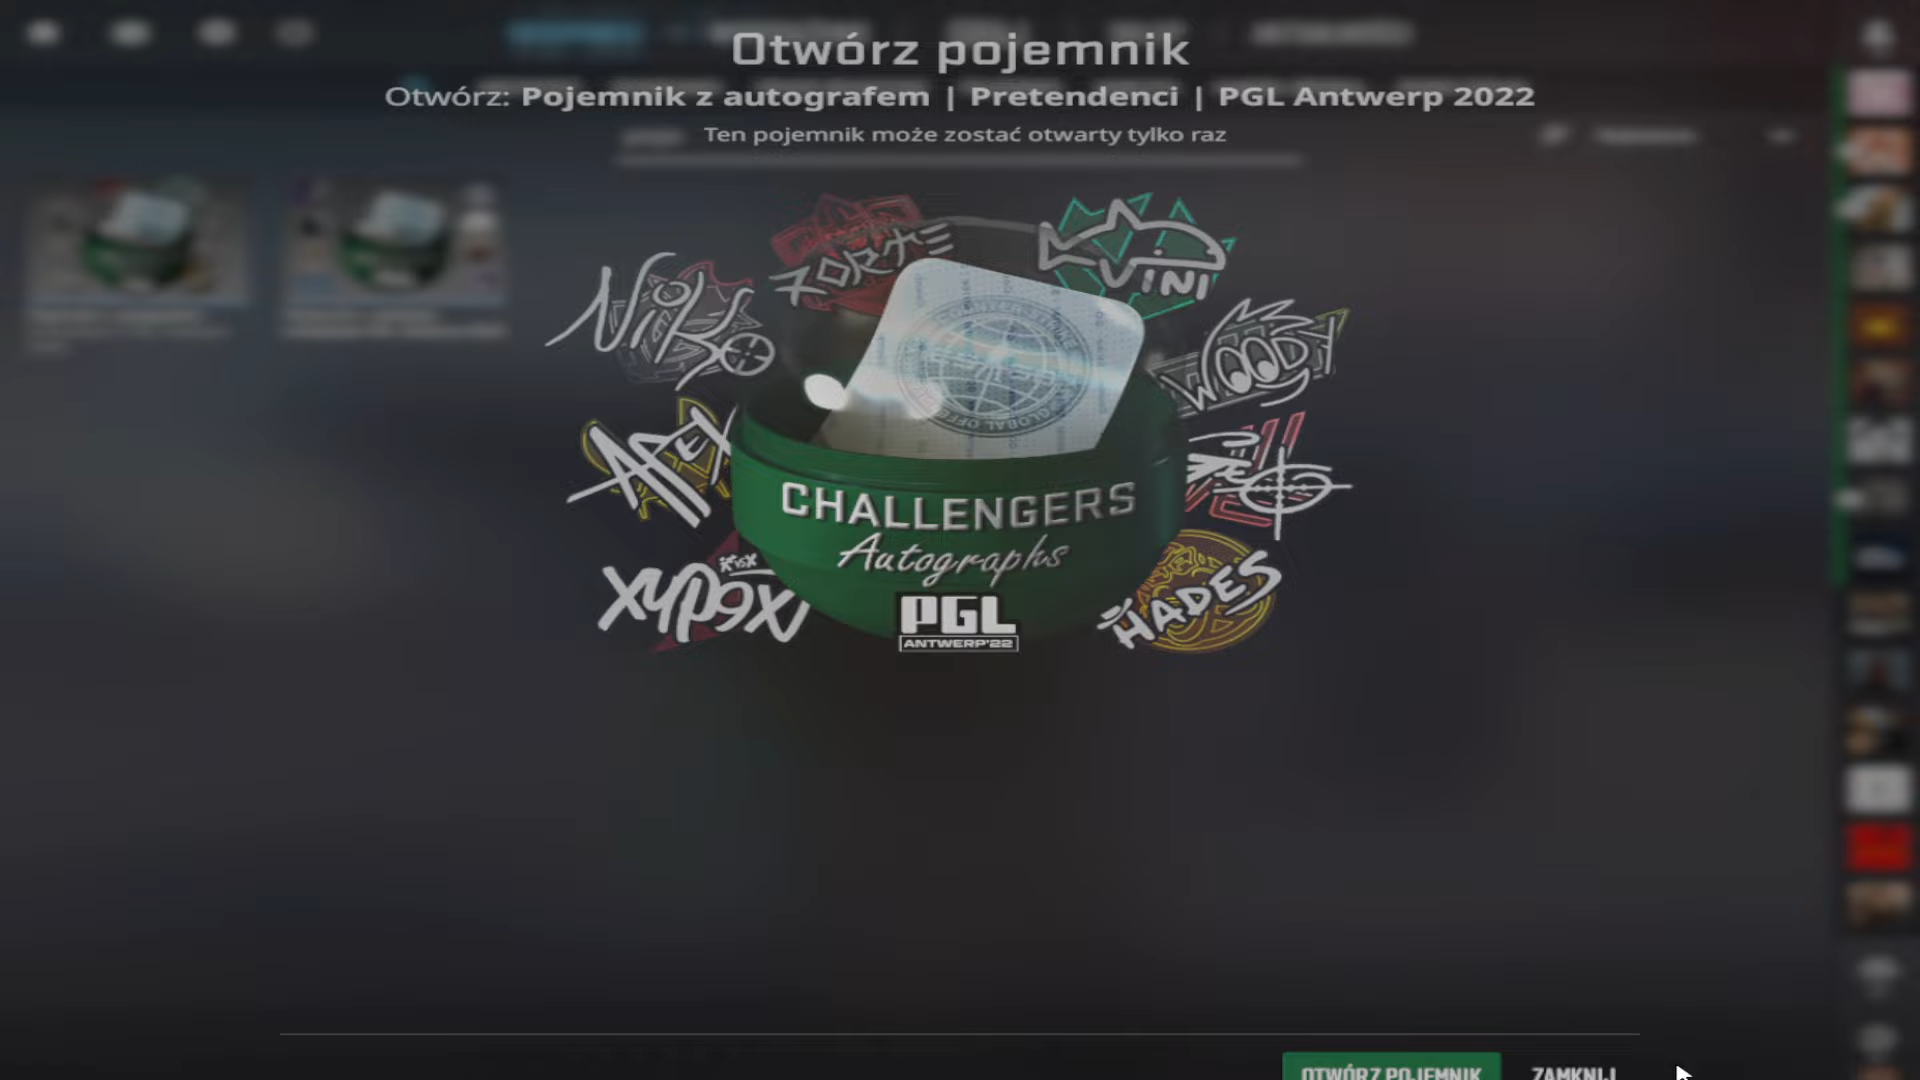 Otwórz pojemnik
Otwórz: Pojemnik z autografem | Pretendenci | PGL Antwerp 2022
Ten pojemnik może zostać otwarty tylko raz
ZORTE
VINI
NiKo
WOODY
APEX
XYP9X
HADES
CHALLENGERS
Autographs
PGL
ANTWERP'22
OTWÓRZ POJEMNIK
ZAMKNIJ